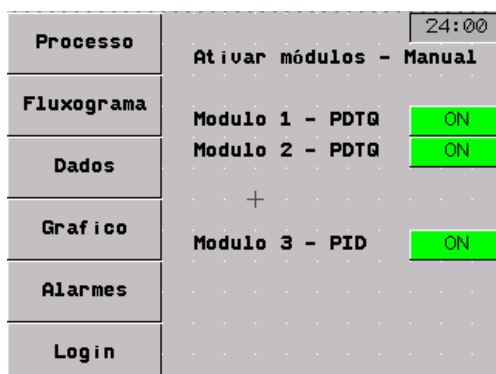 24:00
Processo
Ativar módulos - Manual
Fluxograma
Modulo 1 - PDTQ ON
Modulo 2 - PDTQ ON
Dados
Grafico
Modulo 3 - PID ON
Alarmes
Login